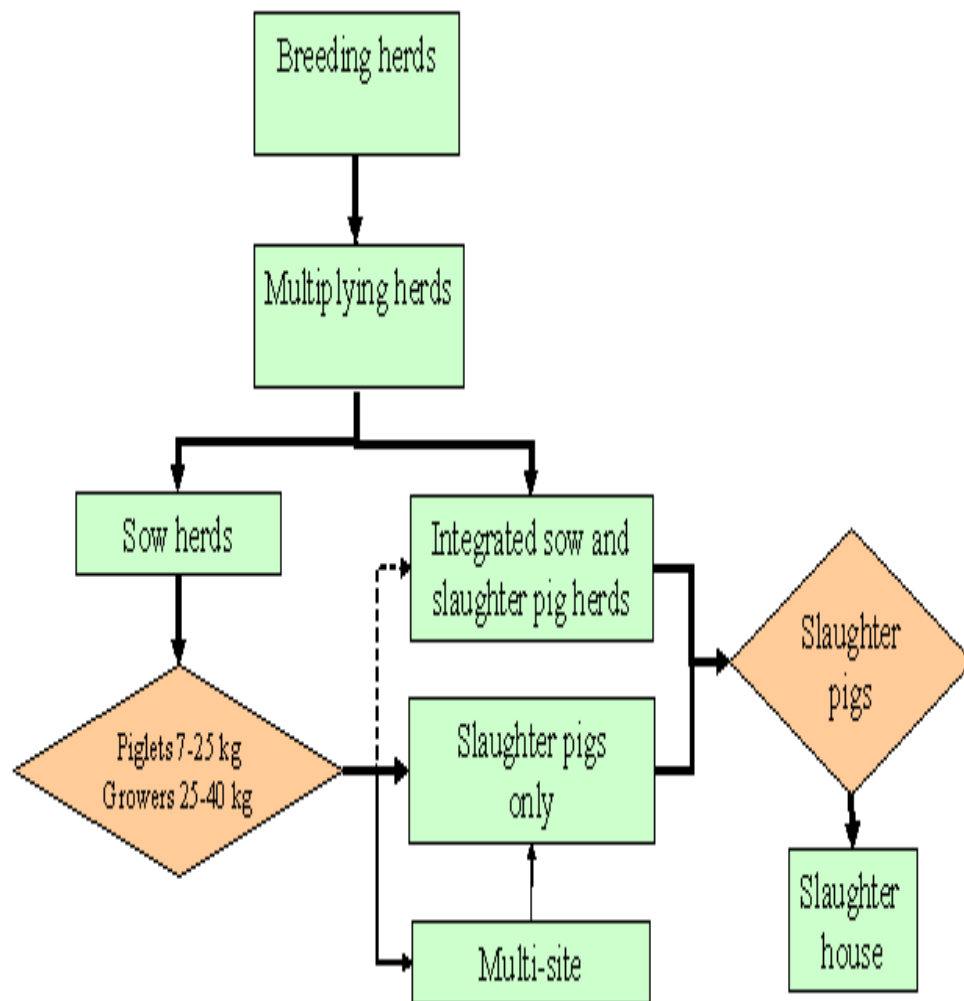 Breeding herds
Multiplying herds
Sow herds
Integrated sow and
slaughter pig herds
Slaughter
pigs
Piglets 7-25 kg
Growers 25-40 kg
Slaughter pigs
only
Multi-site
Slaughter
house